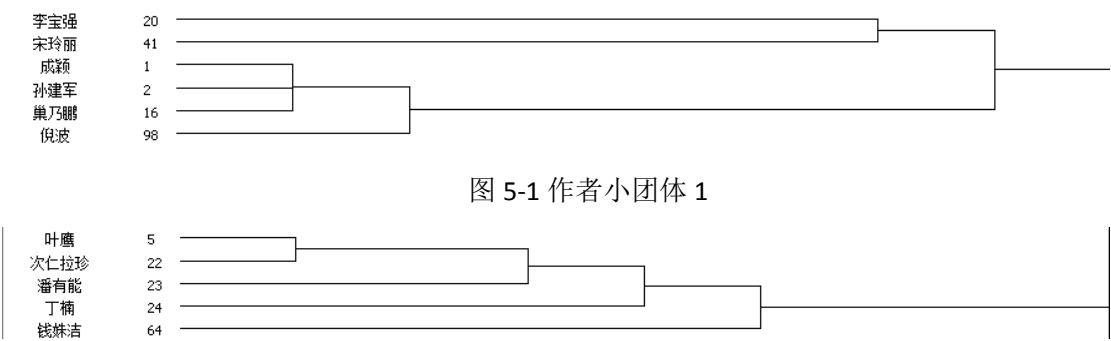 李宝强 20
宋玲丽 41
成颖 1
孙建军 2
巢乃鹏 16
倪波 98
图 5-1 作者小团体 1
叶鹰 5
次仁拉珍 22
潘有能 23
丁楠 24
钱姝洁 64